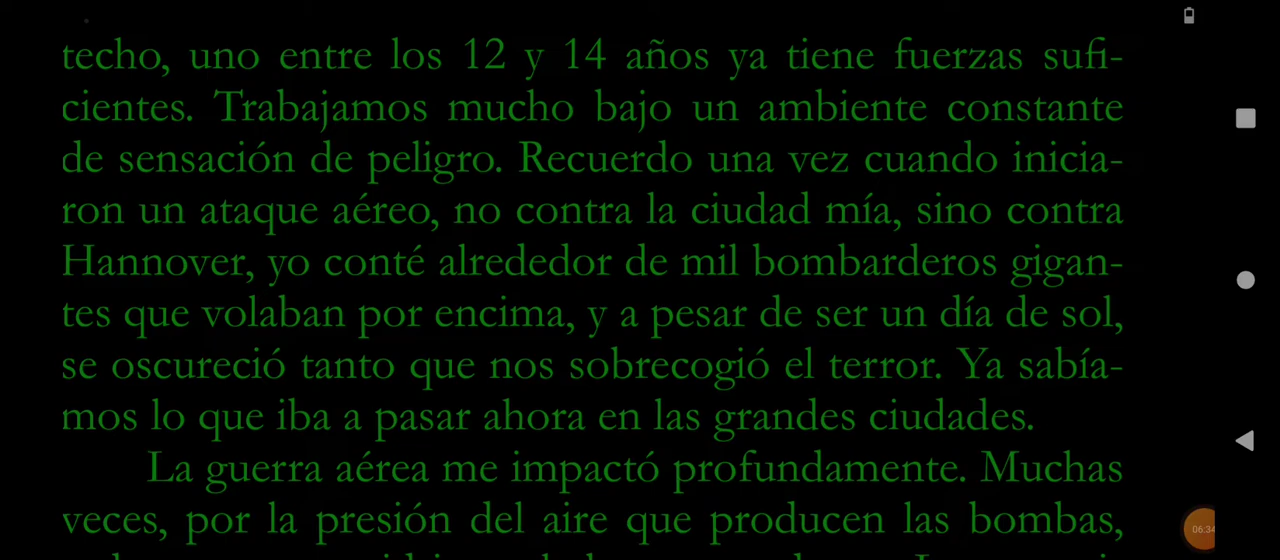 techo, uno entre los 12 y 14 años ya tiene fuerzas sufi-
cientes. Trabajamos mucho bajo un ambiente constante
de sensación de peligro. Recuerdo una vez cuando inicia-
ron un ataque aéreo, no contra la ciudad mía, sino contra
Hannover, yo conté alrededor de mil bombarderos gigan-
tes que volaban por encima, y a pesar de ser un día de sol,
se oscureció tanto que nos sobrecogió el terror. Ya sabía-
mos lo que iba a pasar ahora en las grandes ciudades.
La guerra aérea me impactó profundamente. Muchas
veces, por la presión del aire que producen las bombas,
06:34